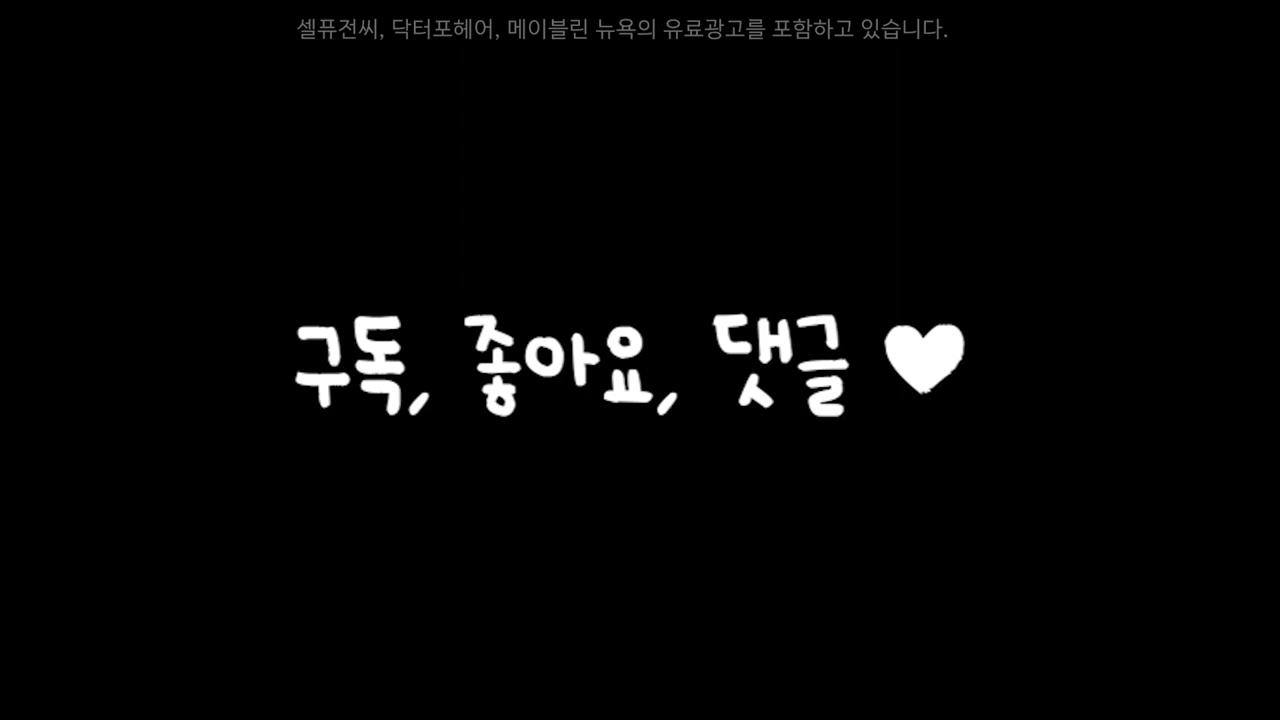 셀퓨전씨, 닥터포헤어, 메이블린 뉴욕의 유료광고를 포함하고 있습니다.
구독, 좋아요, 댓글 ♥